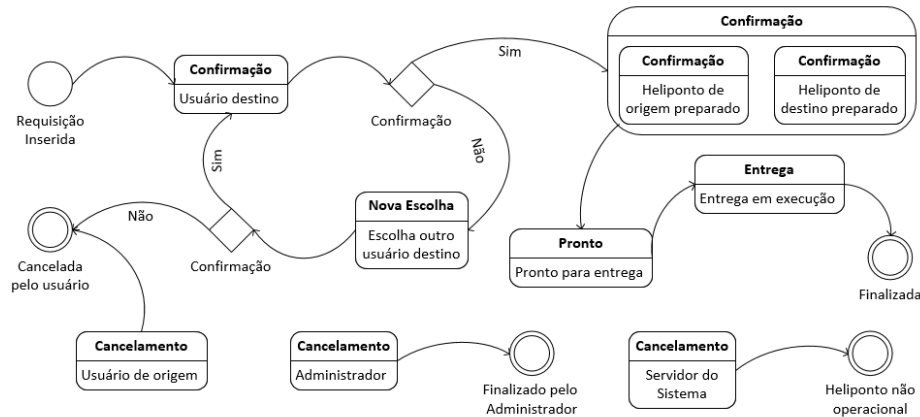 Confirmação
Sim
Confirmação
Usuário destino
Confirmação
Heliponto de
origem preparado
Confirmação
Heliponto de
destino preparado
Requisição
Inserida
Confirmação
Sim
Não
Entrega
Entrega em execução
Não
Nova Escolha
Escolha outro
usuário destino
Pronto
Pronto para entrega
Cancelada
pelo usuário
Confirmação
Finalizada
Cancelamento
Usuário de origem
Cancelamento
Administrador
Finalizado pelo
Administrador
Cancelamento
Servidor do
Sistema
Heliponto não
operacional